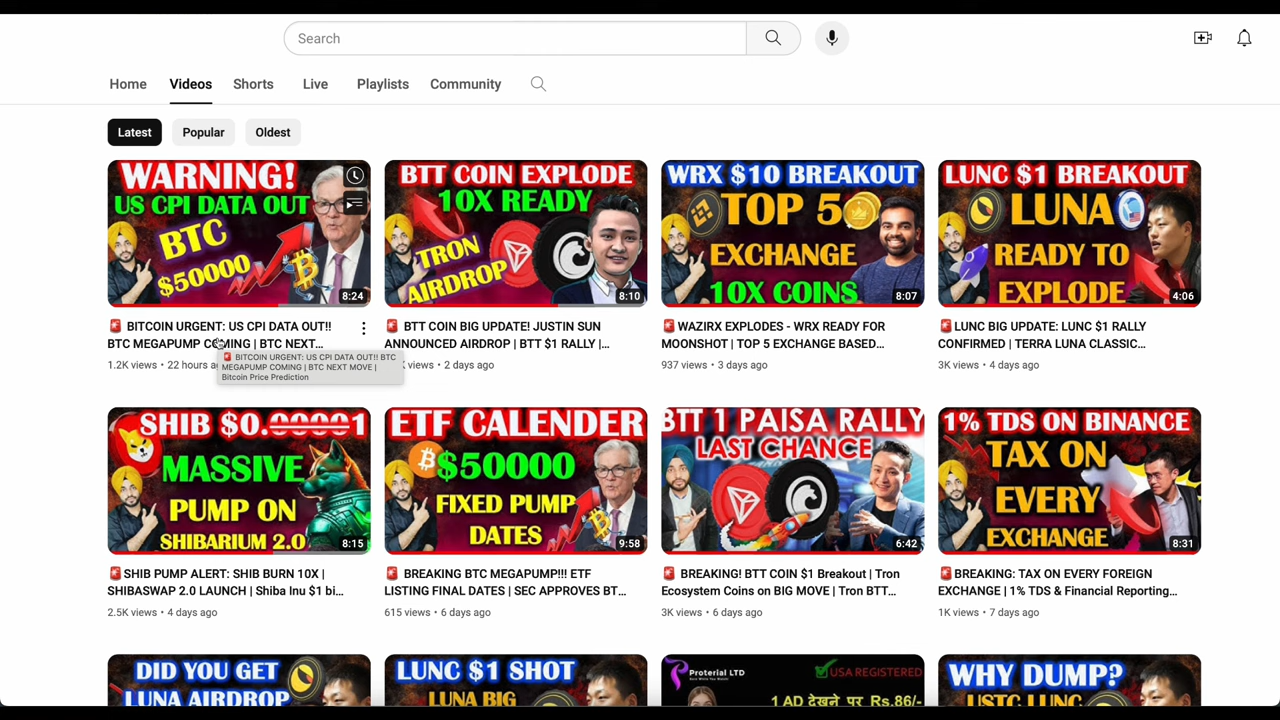 Search
Home Videos Shorts Live Playlists Community
Latest Popular Oldest
WARNING!
US CPI DATA OUT
BTC
$50000
8:24
BTT COIN EXPLODE
10X READY
TRON
AIRDROP
8:10
WRX $10 BREAKOUT
TOP 5
EXCHANGE
10X COINS
8:07
LUNC $1 BREAKOUT
LUNA
READY TO
EXPLODE
4:06
🚨 BITCOIN URGENT: US CPI DATA OUT!!
BTC MEGAPUMP COMING | BTC NEXT...
1.2K views • 22 hours
🚨 BITCOIN URGENT: US CPI DATA OUT!! BTC
MEGAPUMP COMING | BTC NEXT MOVE |
Bitcoin Price Prediction
🚨 BTT COIN BIG UPDATE! JUSTIN SUN
ANNOUNCED AIRDROP | BTT $1 RALLY |...
views • 2 days ago
🚨WAZIRX EXPLODES - WRX READY FOR
MOONSHOT | TOP 5 EXCHANGE BASED...
937 views • 3 days ago
🚨LUNC BIG UPDATE: LUNC $1 RALLY
CONFIRMED | TERRA LUNA CLASSIC...
3K views • 4 days ago
SHIB $0.00001
MASSIVE
PUMP ON
SHIBARIUM 2.0
8:15
ETF CALENDER
$50000
FIXED PUMP
DATES
9:58
BTT 1 PAISA RALLY
LAST CHANCE
6:42
1% TDS ON BINANCE
TAX ON
EVERY
EXCHANGE
8:31
🚨SHIB PUMP ALERT: SHIB BURN 10X |
SHIBASWAP 2.0 LAUNCH | Shiba Inu $1 bi...
2.5K views • 4 days ago
🚨 BREAKING BTC MEGAPUMP!!! ETF
LISTING FINAL DATES | SEC APPROVES BT...
615 views • 6 days ago
🚨 BREAKING! BTT COIN $1 Breakout | Tron
Ecosystem Coins on BIG MOVE | Tron BTT...
3K views • 6 days ago
🚨BREAKING: TAX ON EVERY FOREIGN
EXCHANGE | 1% TDS & Financial Reporting...
1K views • 7 days ago
DID YOU GET
LUNA AIRDROP
LUNC $1 SHOT
LUNA BIG
Proterial LTD
USA REGISTERED
1 AD देखने पर Rs.86/-
WHY DUMP?
USTC LUNC